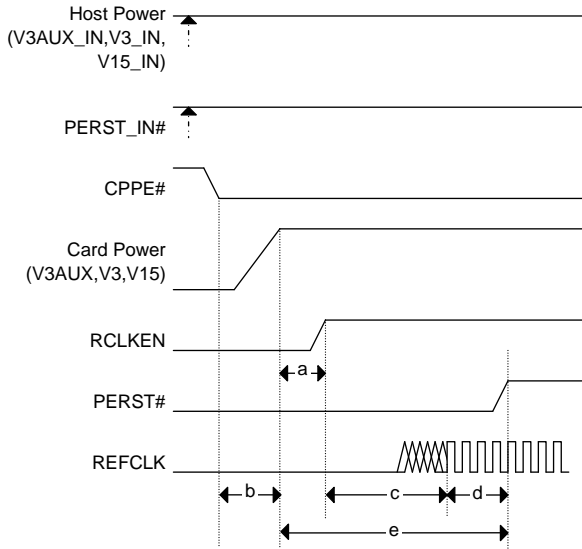 Host Power
(V3AUX_IN,V3_IN,
V15_IN)
PERST_IN#
CPPE#
Card Power
(V3AUX,V3,V15)
RCLKEN
a
PERST#
REFCLK
b
c
d
e